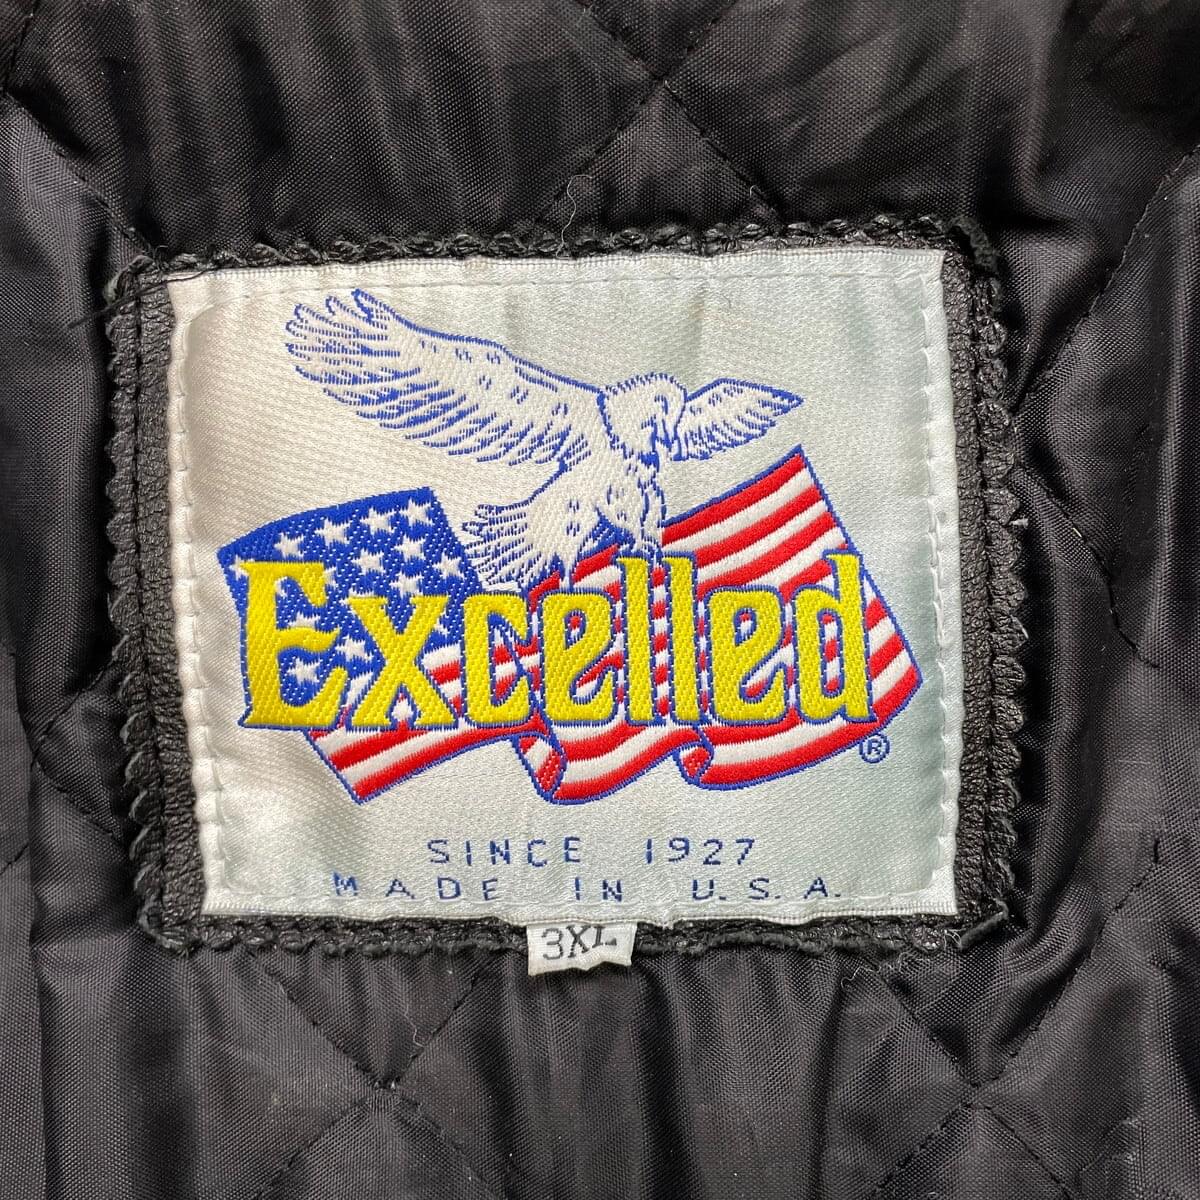 Excelled
®
SINCE 1927
MADE IN U.S.A.
3XL